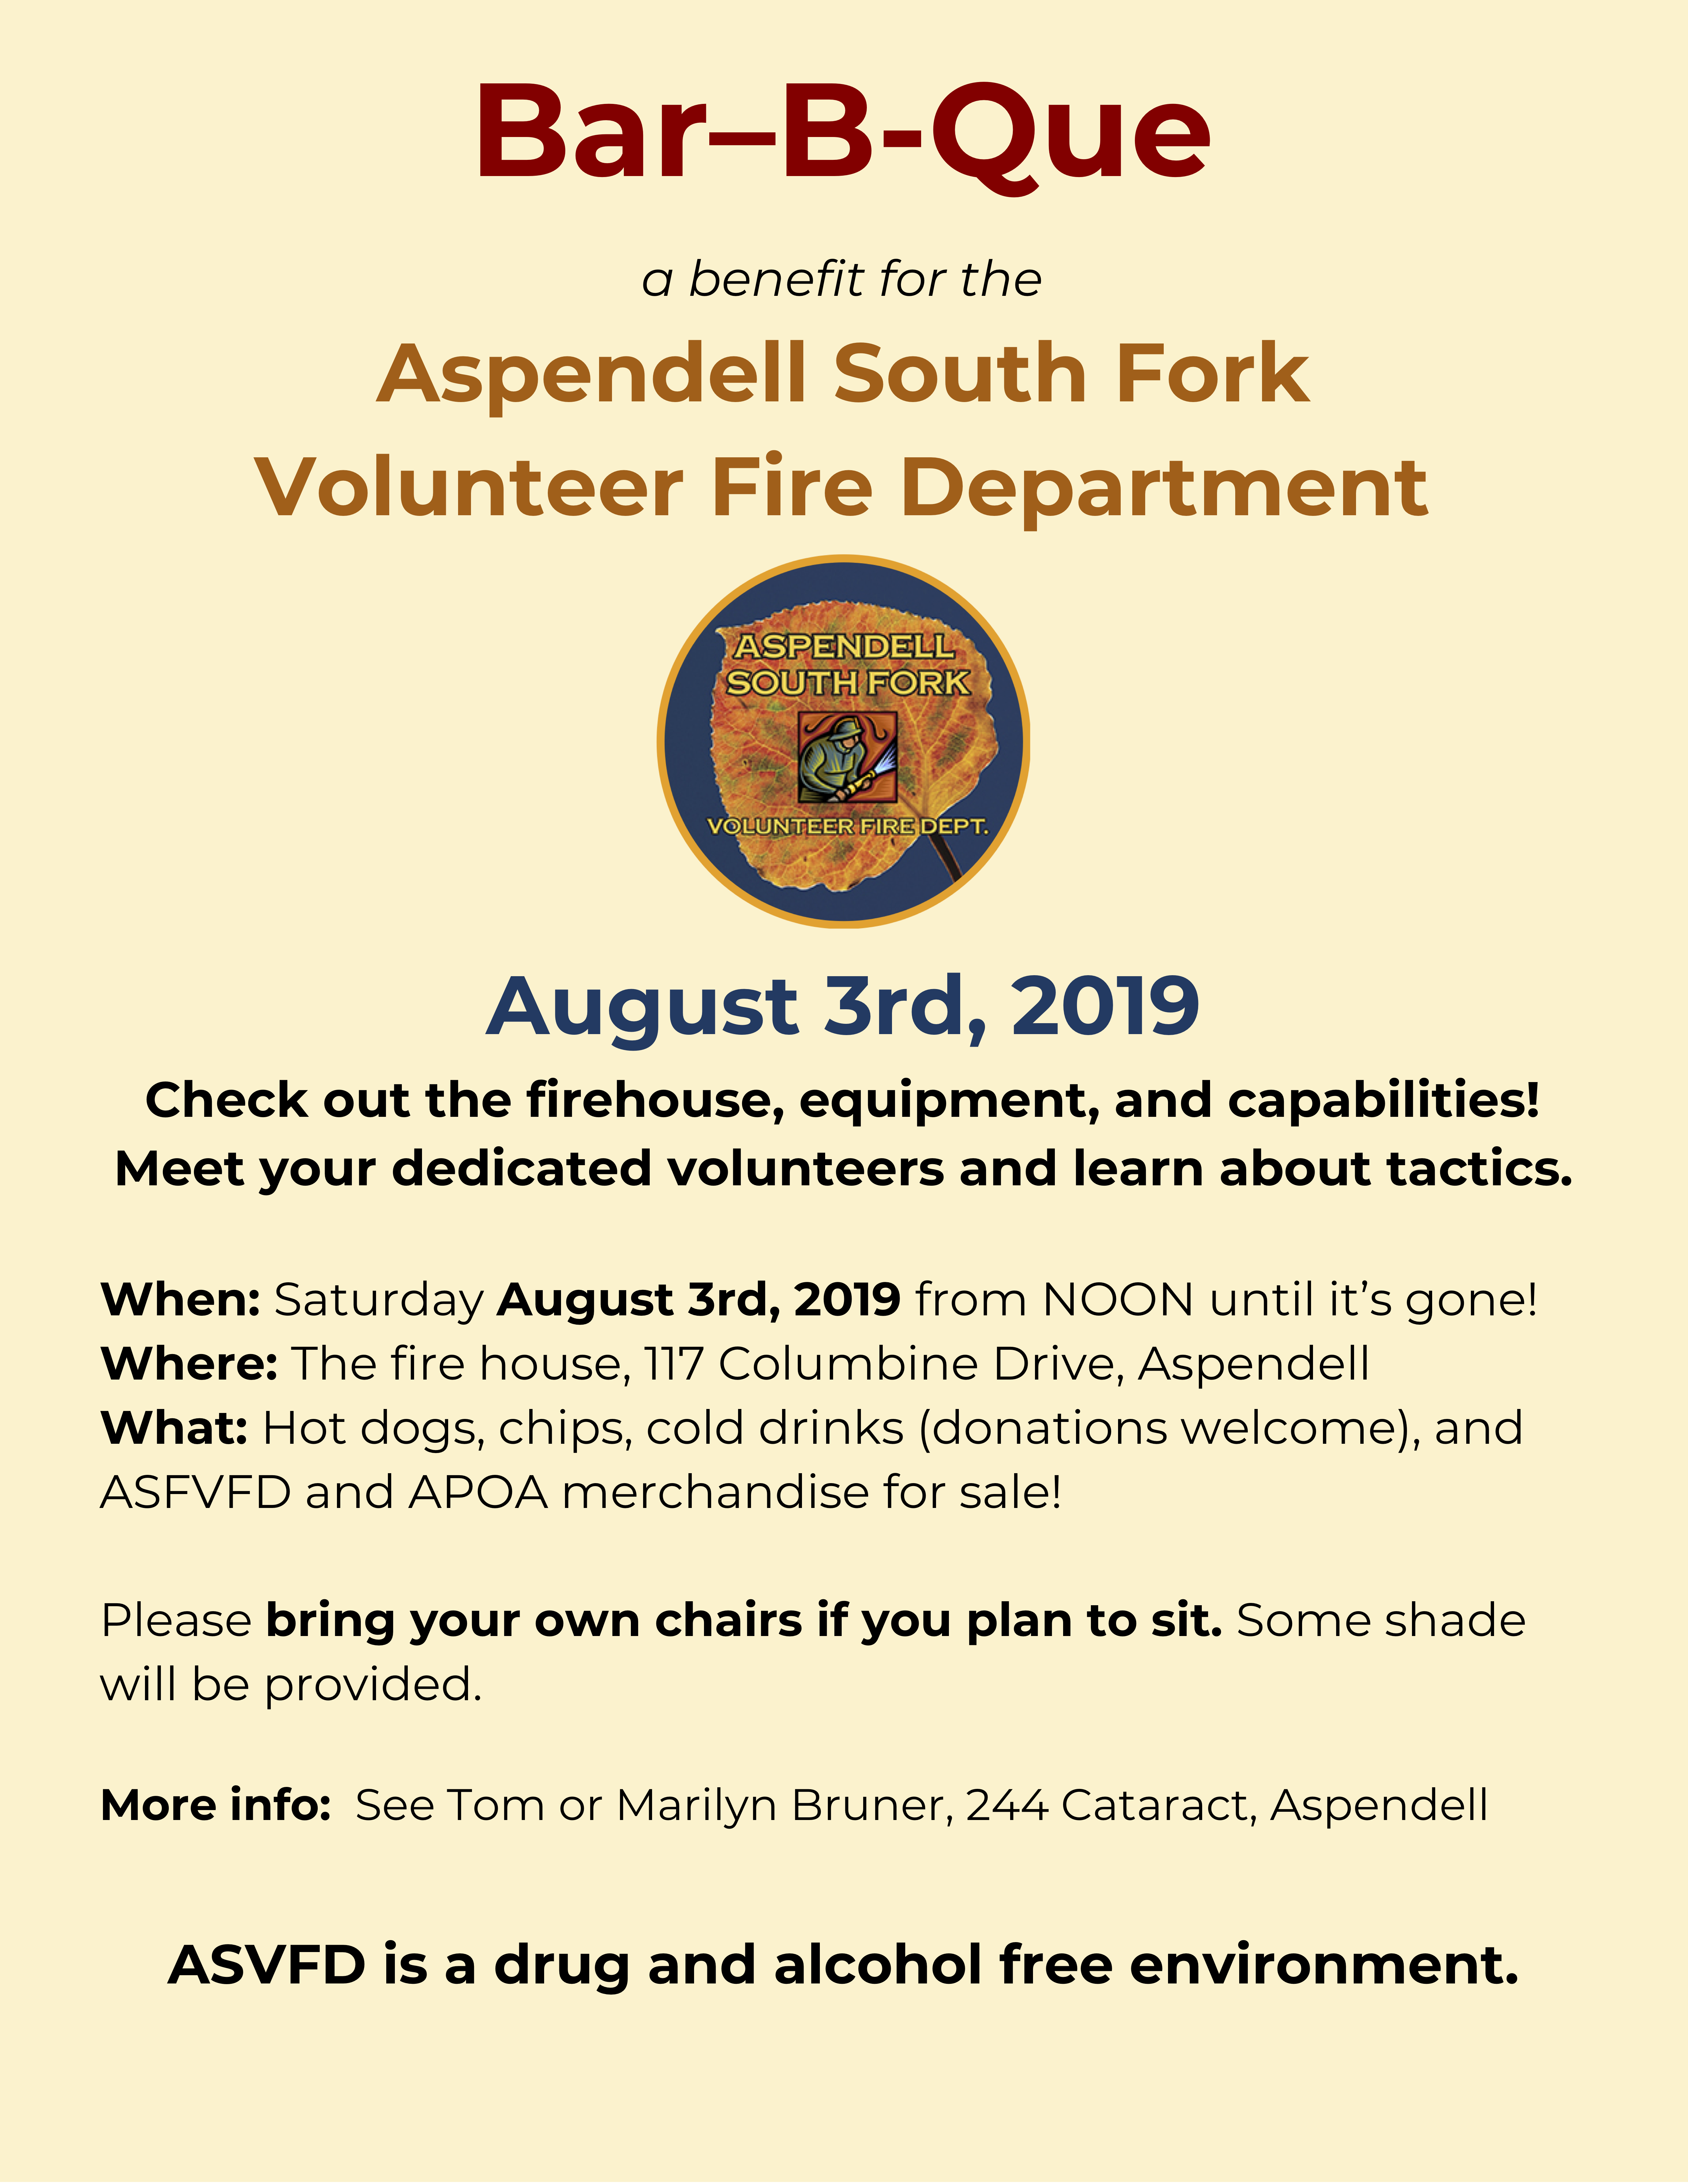 Bar–B-Que
a benefit for the
Aspendell South Fork
Volunteer Fire Department
ASPENDELL
SOUTH FORK
VOLUNTEER FIRE DEPT.
August 3rd, 2019
Check out the firehouse, equipment, and capabilities!
Meet your dedicated volunteers and learn about tactics.
When: Saturday August 3rd, 2019 from NOON until it’s gone!
Where: The fire house, 117 Columbine Drive, Aspendell
What: Hot dogs, chips, cold drinks (donations welcome), and
ASFVFD and APOA merchandise for sale!
Please bring your own chairs if you plan to sit. Some shade
will be provided.
More info:  See Tom or Marilyn Bruner, 244 Cataract, Aspendell
ASVFD is a drug and alcohol free environment.